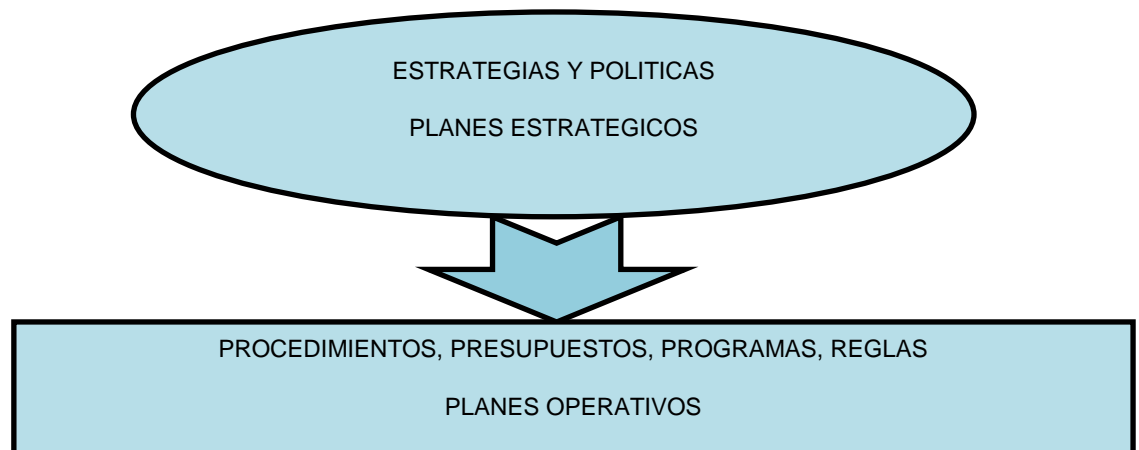 ESTRATEGIAS Y POLITICAS
PLANES ESTRATEGICOS
PROCEDIMIENTOS, PRESUPUESTOS, PROGRAMAS, REGLAS
PLANES OPERATIVOS